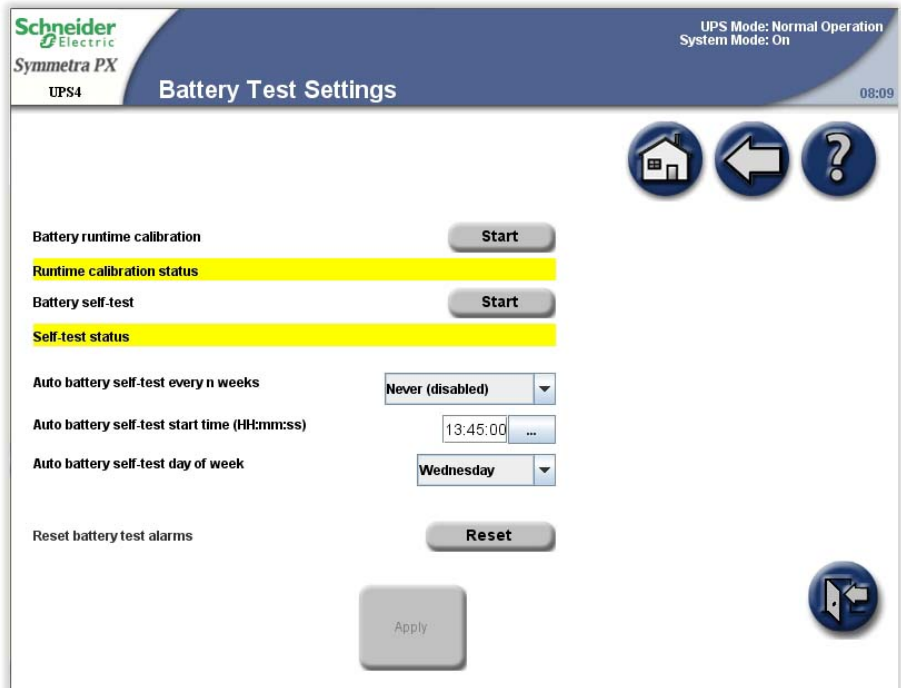 Schneider
Electric
Symmetra PX
UPS4
Battery Test Settings
UPS Mode: Normal Operation
System Mode: On
08:09
?
Battery runtime calibration
Start
Runtime calibration status
Battery self-test
Start
Self-test status
Auto battery self-test every n weeks
Never (disabled)
Auto battery self-test start time (HH:mm:ss)
13:45:00
...
Auto battery self-test day of week
Wednesday
Reset battery test alarms
Reset
Apply